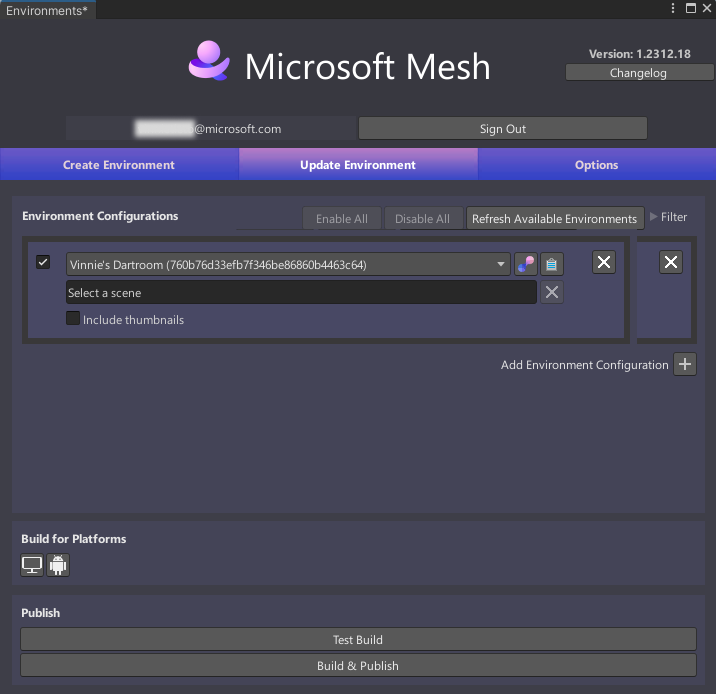 Environments*
Microsoft Mesh
Version: 1.2312.18
Changelog
@microsoft.com
Sign Out
Create Environment
Update Environment
Options
Environment Configurations
Enable All
Disable All
Refresh Available Environments
Filter
Vinnie's Dartroom (760b76d33efb7f346be86860b4463c64)
Select a scene
Include thumbnails
Add Environment Configuration
Build for Platforms
Publish
Test Build
Build & Publish